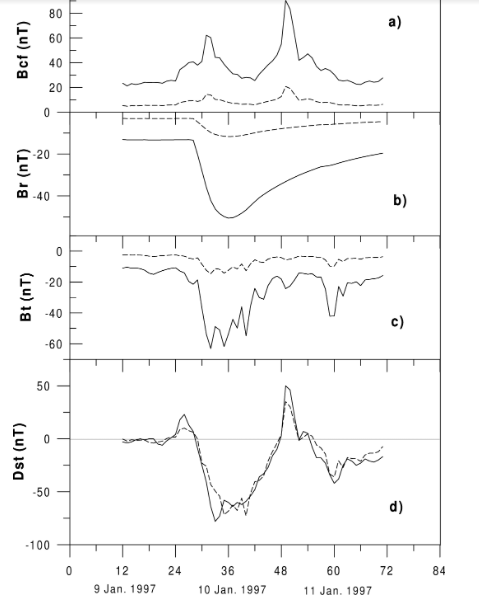 80
60
40
20
0
Bcf (nT)
a)
-20
-40
Br (nT)
b)
0
-20
-40
-60
Bt (nT)
c)
50
0
-50
-100
Dst (nT)
d)
0 12 24 36 48 60 72 84
9 Jan. 1997 10 Jan. 1997 11 Jan. 1997